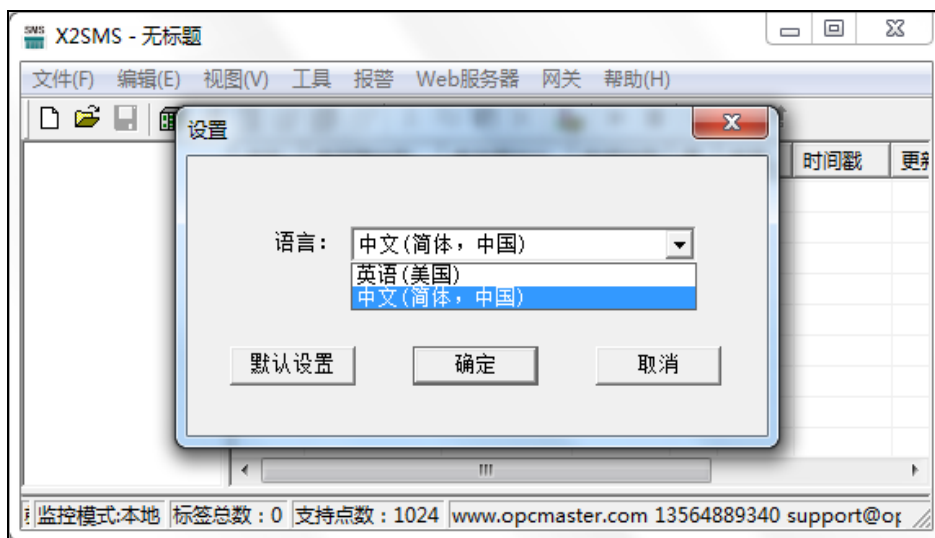 SMS X2SMS - 无标题
文件(F) 编辑(E) 视图(V) 工具 报警 Web服务器 网关 帮助(H)
设置
时间戳
语言: 中文(简体，中国)
英语(美国)
中文(简体，中国)
默认设置 确定 取消
监控模式:本地 标签总数：0 支持点数：1024 www.opcmaster.com 13564889340 support@op